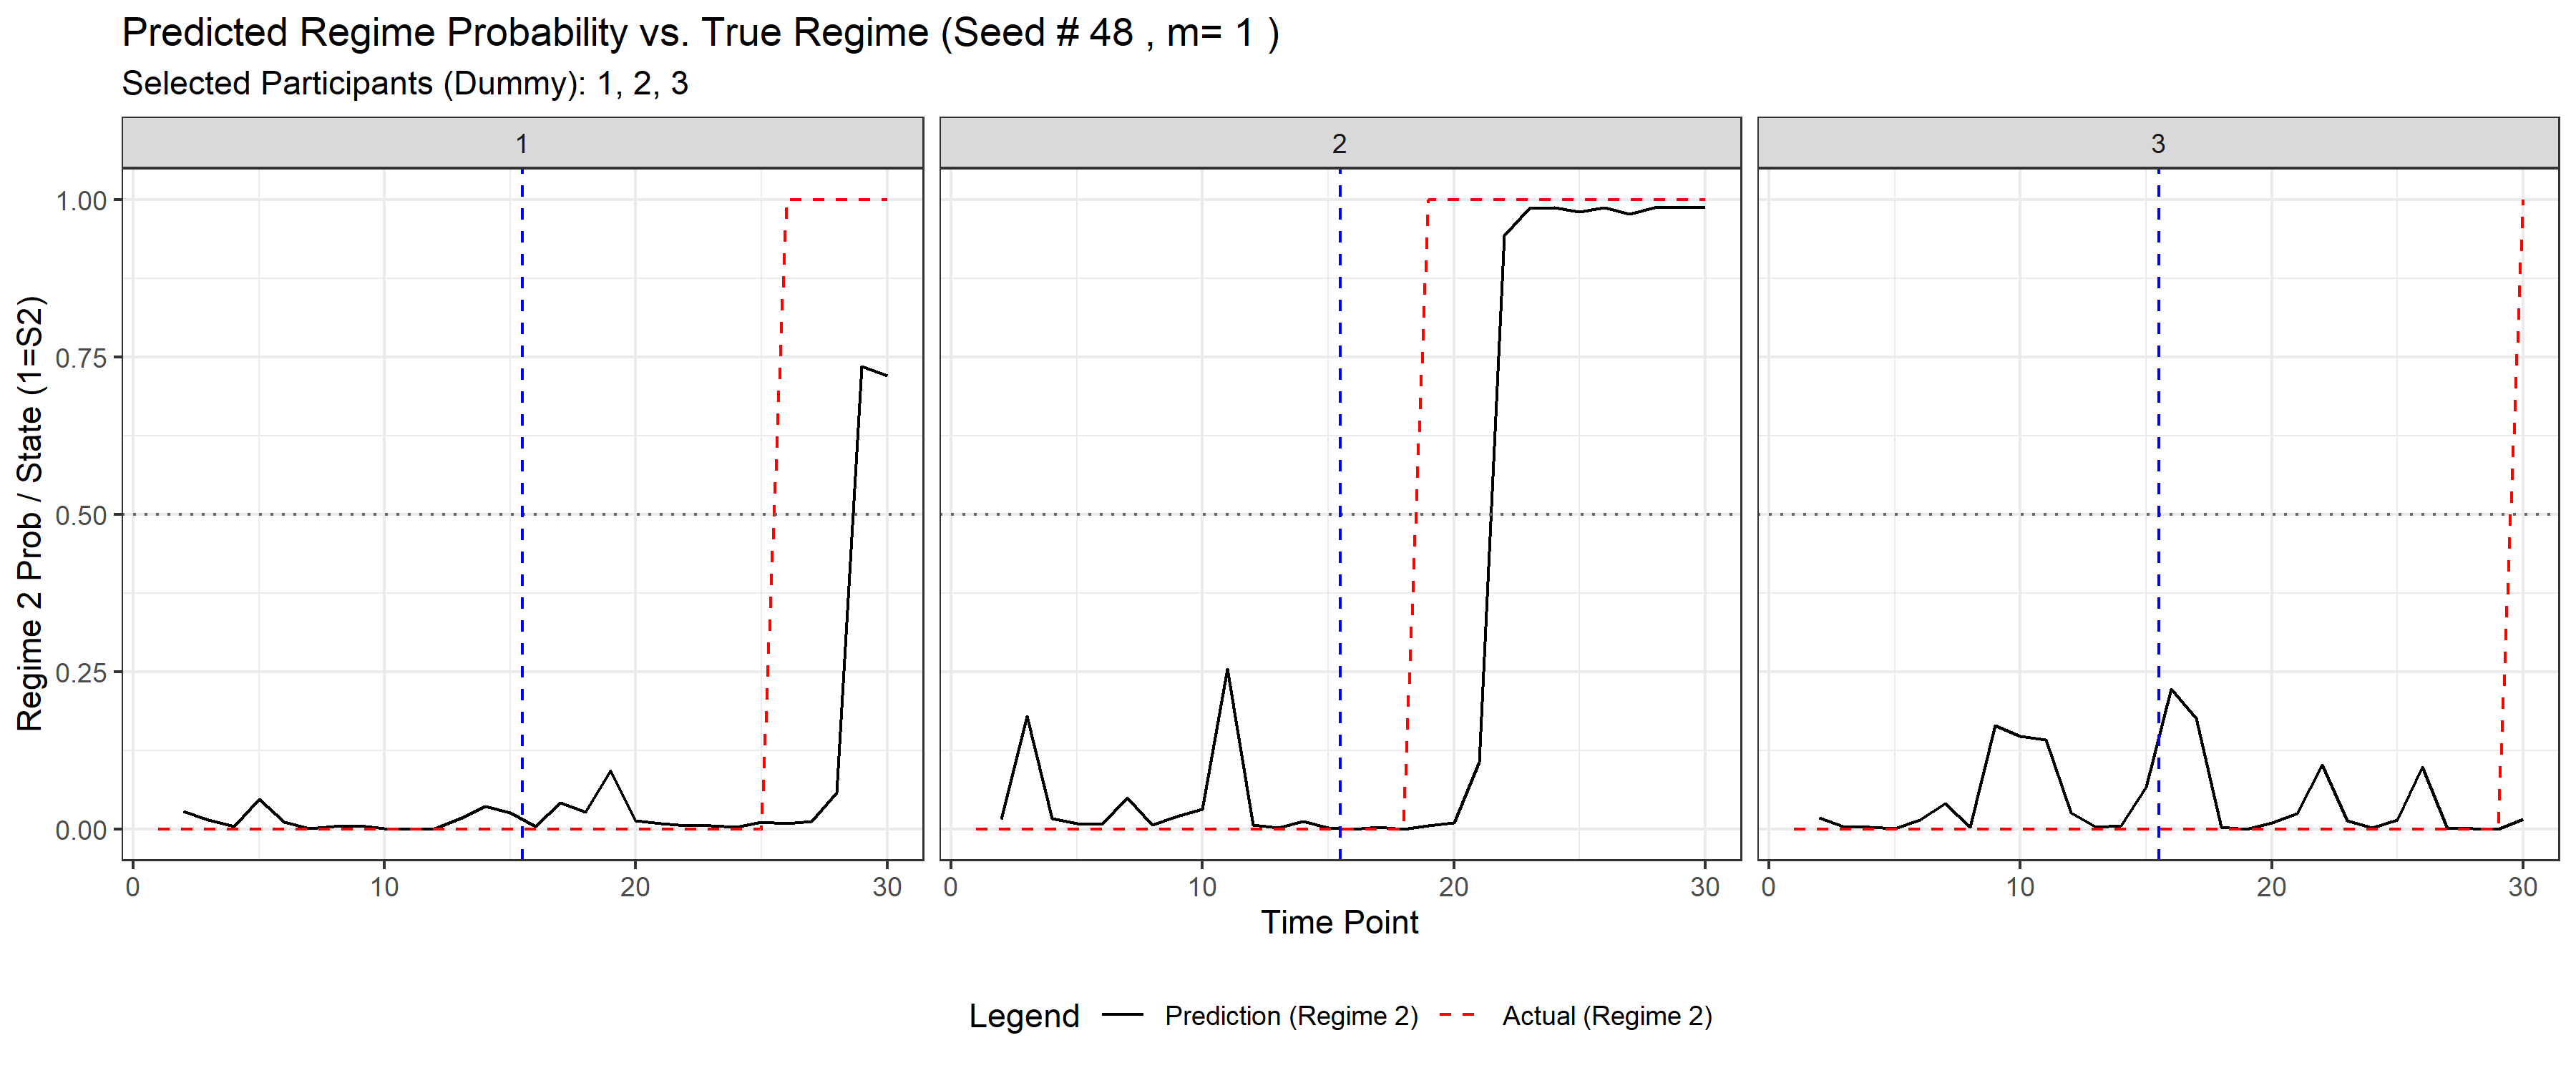 Predicted Regime Probability vs. True Regime (Seed # 48 , m= 1 )
Selected Participants (Dummy): 1, 2, 3
1
2
3
Regime 2 Prob / State (1=S2)
1.00
0.75
0.50
0.25
0.00
0 10 20 30
0 10 20 30
0 10 20 30
Time Point
Legend Prediction (Regime 2) Actual (Regime 2)